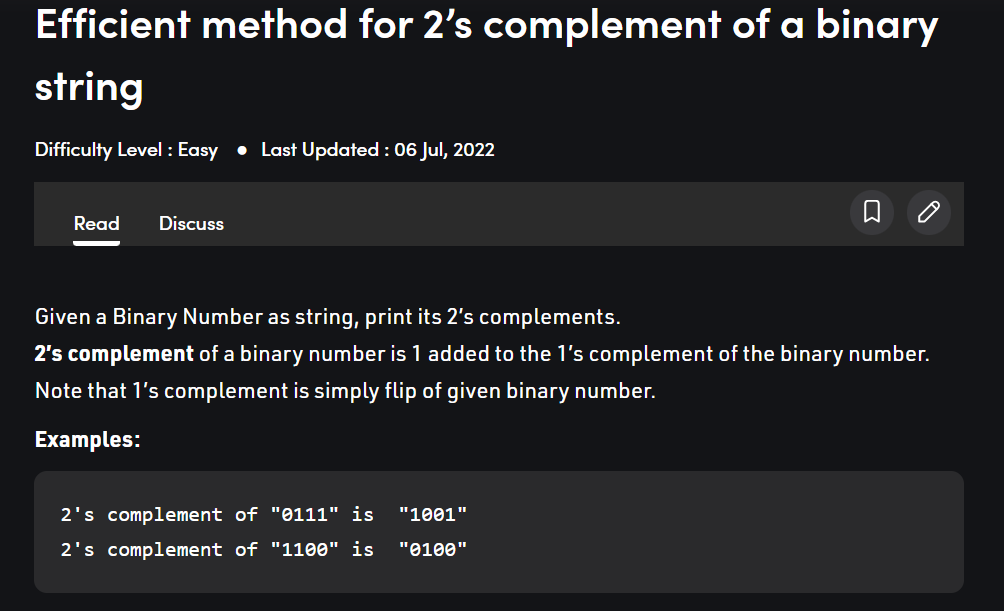 Efficient method for 2’s complement of a binary
string
Difficulty Level : Easy ● Last Updated : 06 Jul, 2022
Read Discuss
Given a Binary Number as string, print its 2’s complements.
2’s complement of a binary number is 1 added to the 1’s complement of the binary number.
Note that 1’s complement is simply flip of given binary number.
Examples:
2's complement of "0111" is  "1001"
2's complement of "1100" is  "0100"